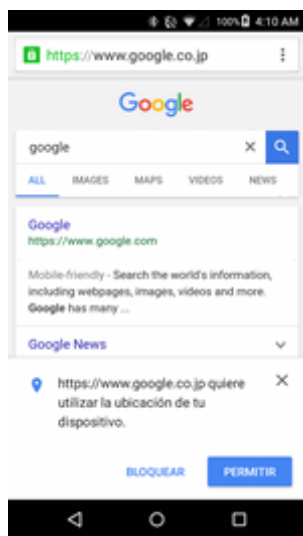 100% 4:10 AM
https://www.google.co.jp
Google
google
ALL IMAGES MAPS VIDEOS NEWS
Google
https://www.google.com
Mobile-friendly - Search the world's information,
including webpages, images, videos and more.
Google has many ...
Google News
https://www.google.co.jp quiere
utilizar la ubicación de tu
dispositivo.
BLOQUEAR PERMITIR